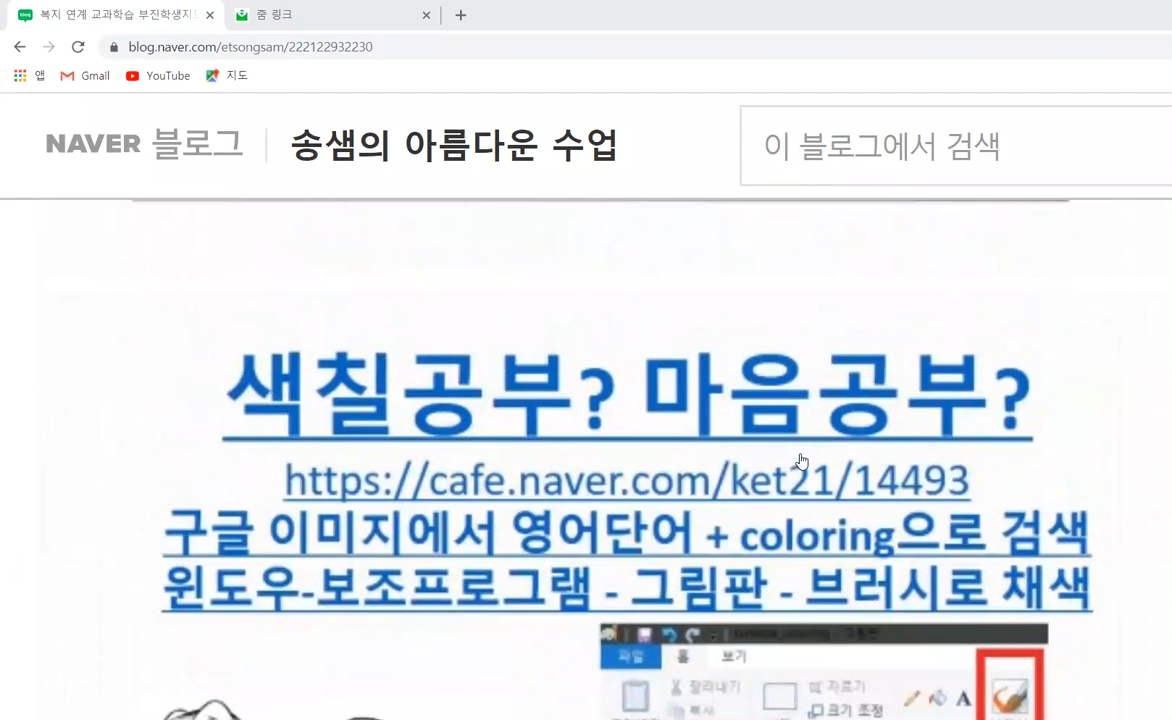 복지 연계 교과학습 부진학생지
줌 링크
blog.naver.com/etsongsam/222122932230
앱 Gmail YouTube 지도
NAVER 블로그 송샘의 아름다운 수업 이 블로그에서 검색
색칠공부? 마음공부?
https://cafe.naver.com/ket21/14493
구글 이미지에서 영어단어 + coloring으로 검색
윈도우-보조프로그램 - 그림판 - 브러시로 채색
그림판
파일 홈 보기
잘라내기 자르기
복사 크기 조정 A